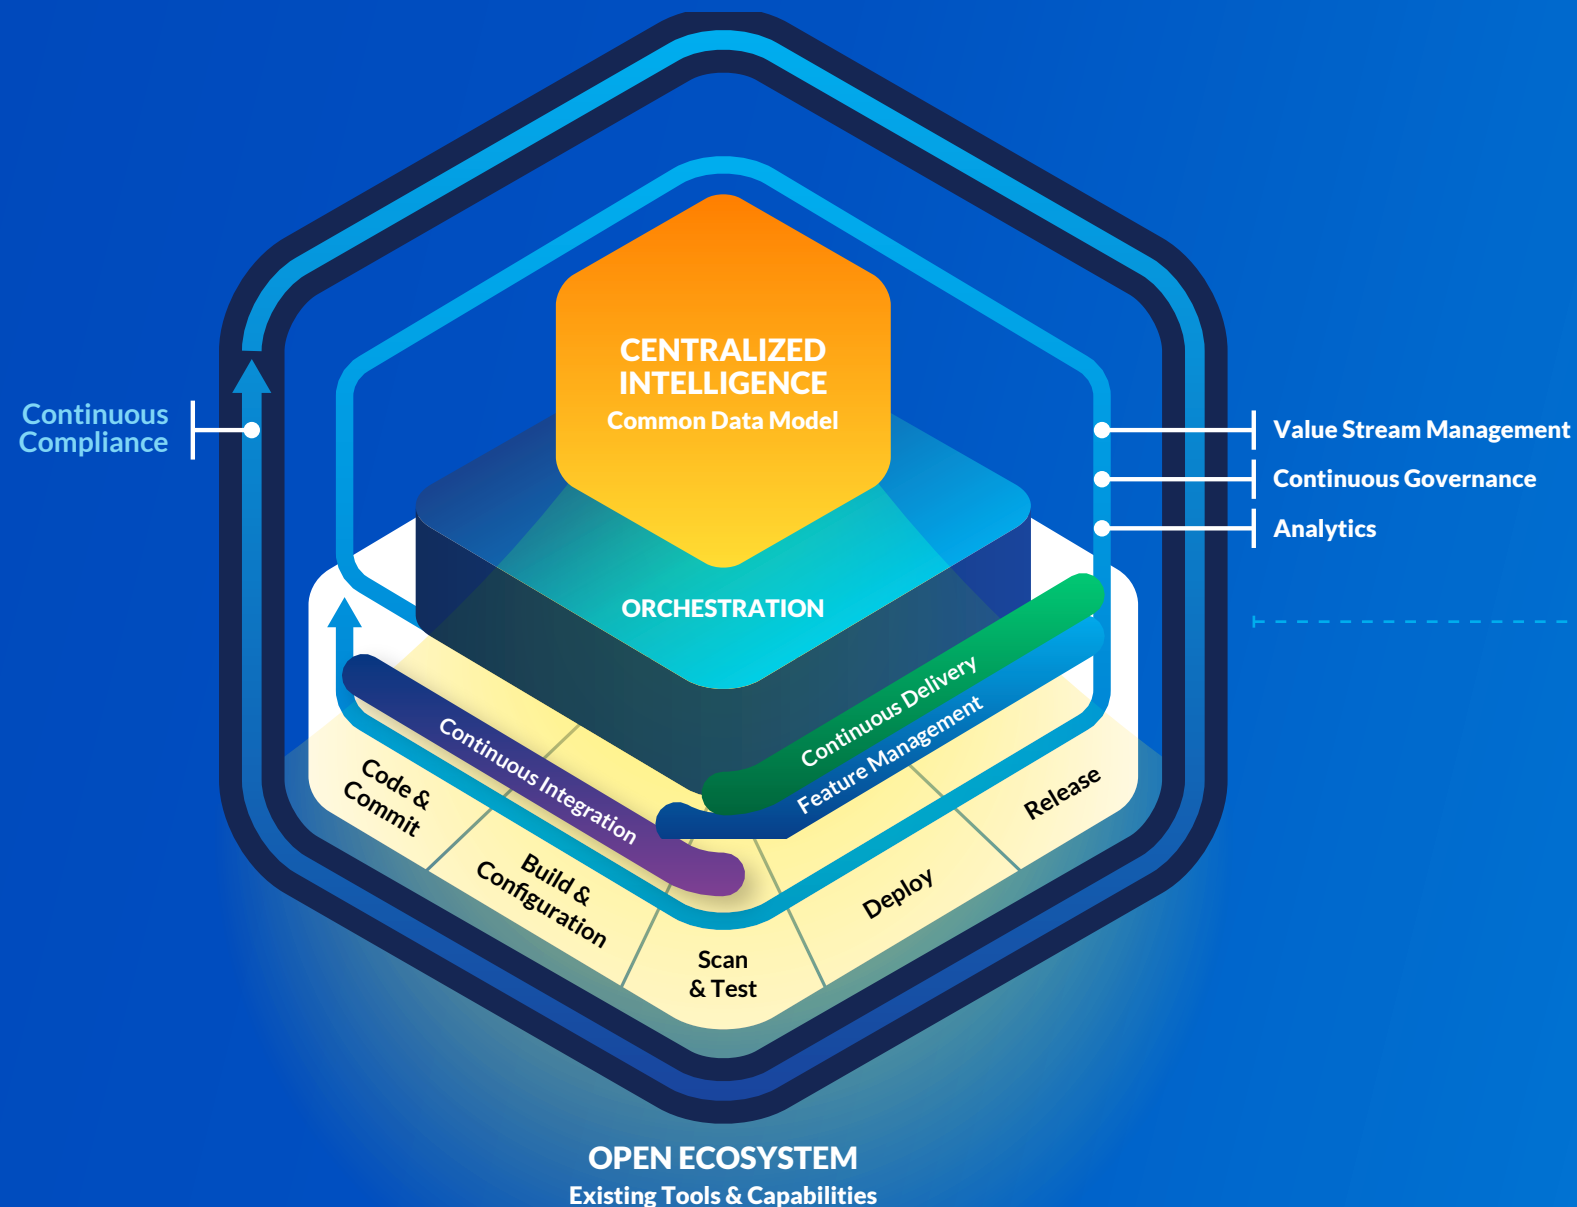 CENTRALIZED
INTELLIGENCE
Common Data Model
Continuous
Compliance
Value Stream Management
Continuous Governance
Analytics
ORCHESTRATION
Continuous Delivery
Feature Management
Continuous Integration
Code &
Commit
Build &
Configuration
Scan
& Test
Deploy
Release
OPEN ECOSYSTEM
Existing Tools & Capabilities